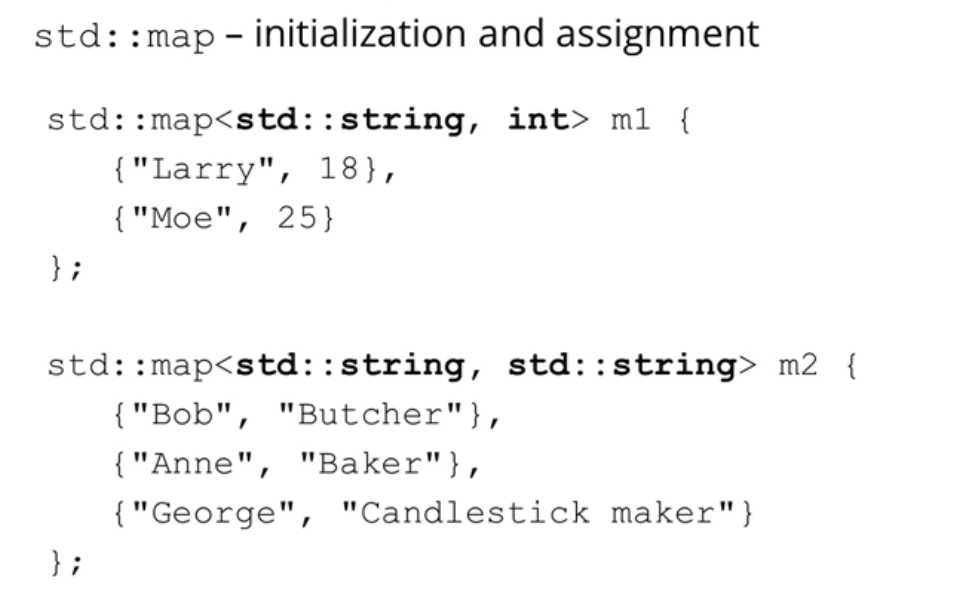 std::map – initialization and assignment
std::map<std::string, int> m1 {
{"Larry", 18},
{"Moe", 25}
};
std::map<std::string, std::string> m2 {
{"Bob", "Butcher"},
{"Anne", "Baker"},
{"George", "Candlestick maker"}
};